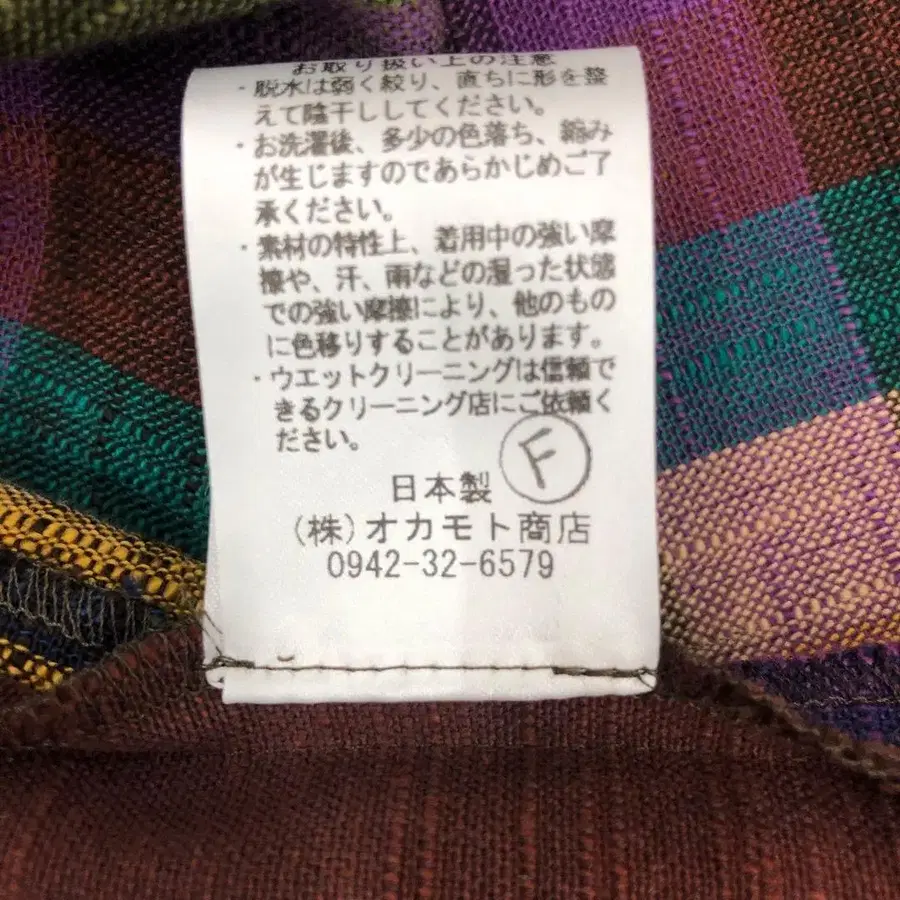 お取り扱い上の注意
・脱水は弱く絞り、直ちに形を整
えて陰干ししてください。
・お洗濯後、多少の色落ち、縮み
が生じますのであらかじめご了
承ください。
・素材の特性上、着用中の強い摩
擦や、汗、雨などの湿った状態
での強い摩擦により、他のもの
に色移りすることがあります。
・ウエットクリーニングは信頼で
きるクリーニング店にご依頼く
ださい。
F
日本製
(株)オカモト商店
0942-32-6579